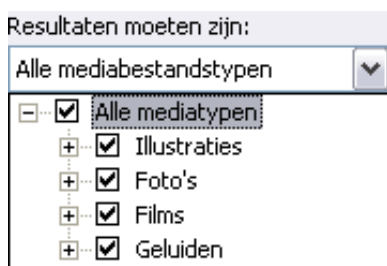 Resultaten moeten zijn:
Alle mediabestandstypen
Alle mediatypen
Illustraties
Foto's
Films
Geluiden